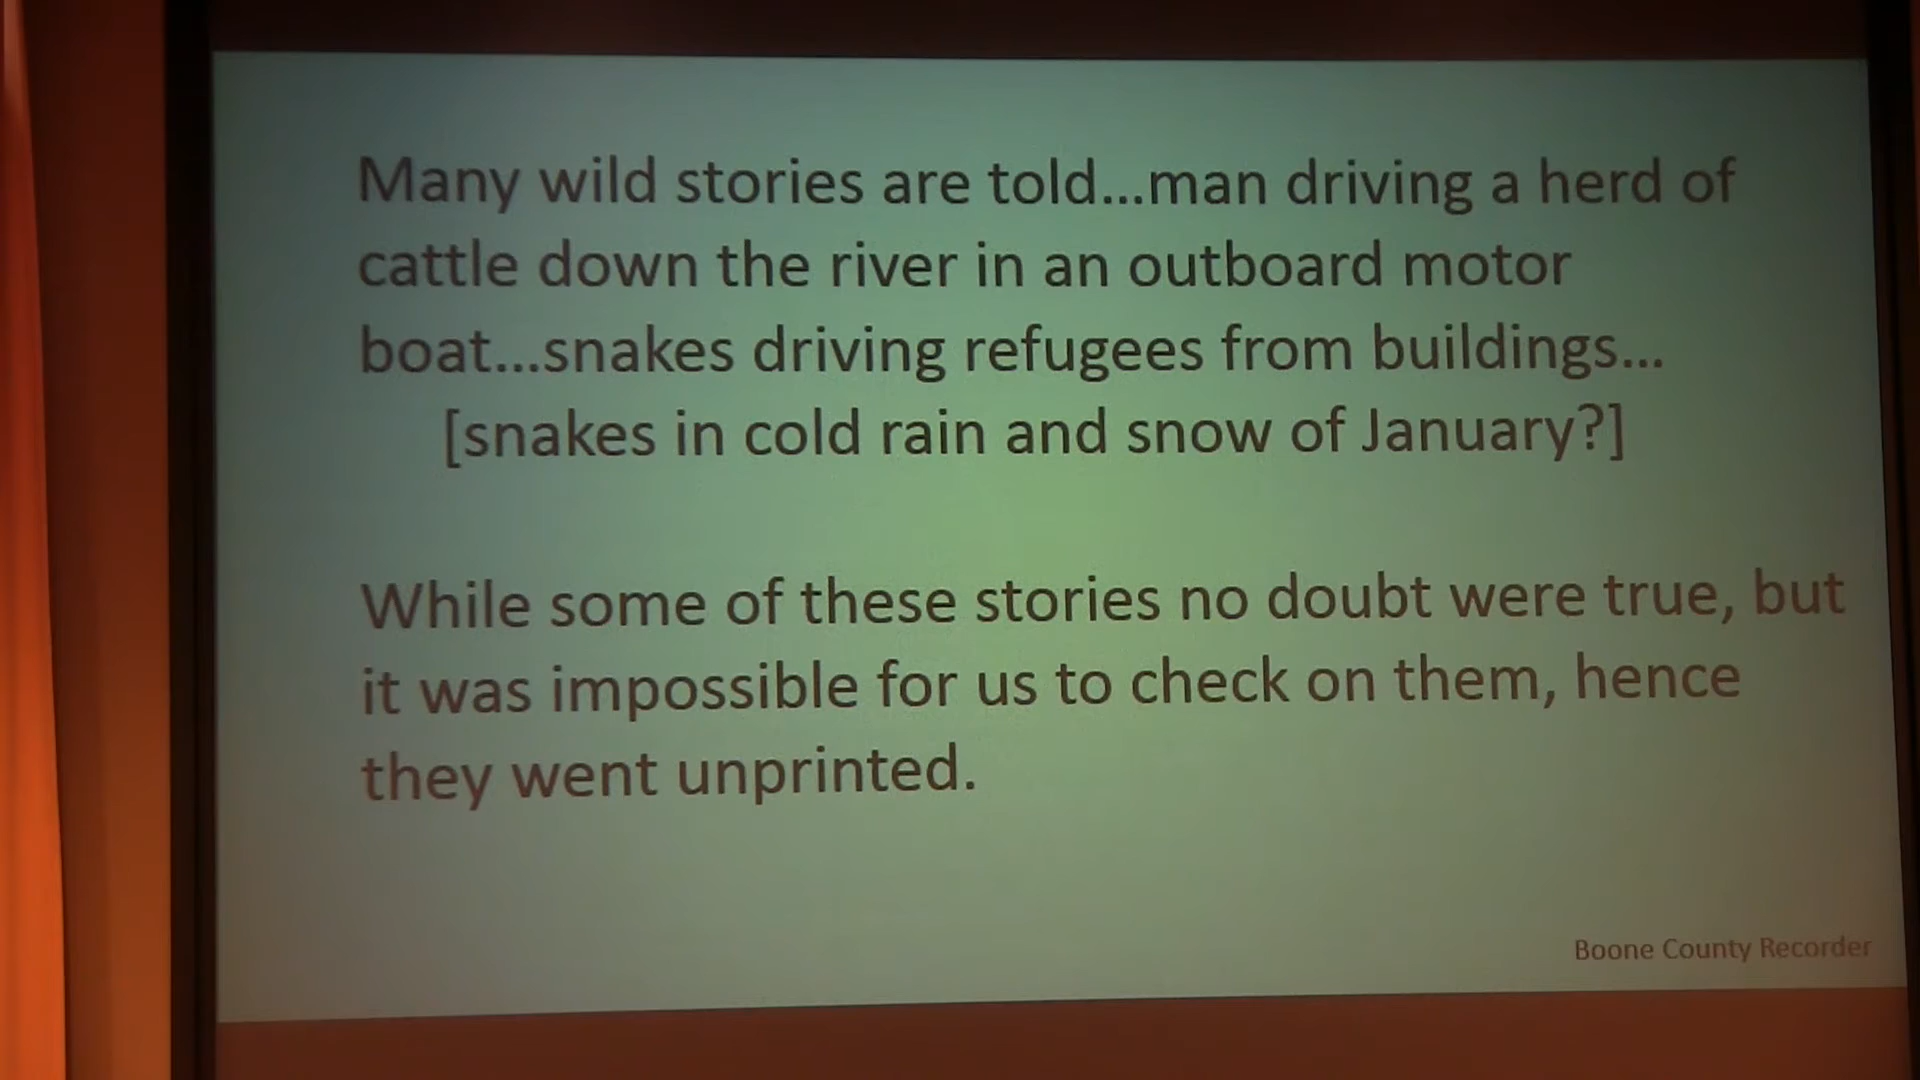 Many wild stories are told...man driving a herd of
cattle down the river in an outboard motor
boat...snakes driving refugees from buildings...
[snakes in cold rain and snow of January?]
While some of these stories no doubt were true, but
it was impossible for us to check on them, hence
they went unprinted.
Boone County Recorder